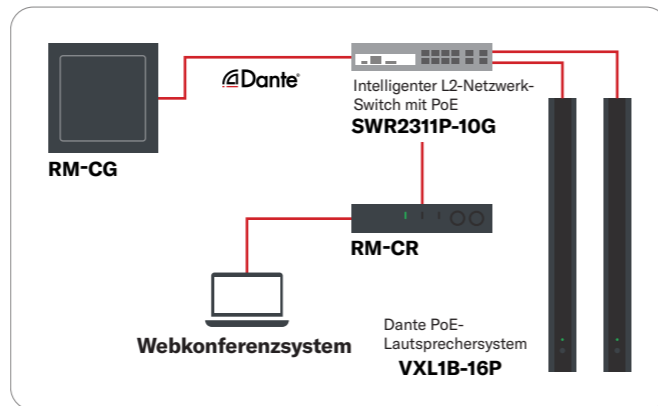 Dante®
Intelligenter L2-Netzwerk-
Switch mit PoE
SWR2311P-10G
RM-CG
RM-CR
Webkonferenzsystem
Dante PoE-
Lautsprechersystem
VXL1B-16P